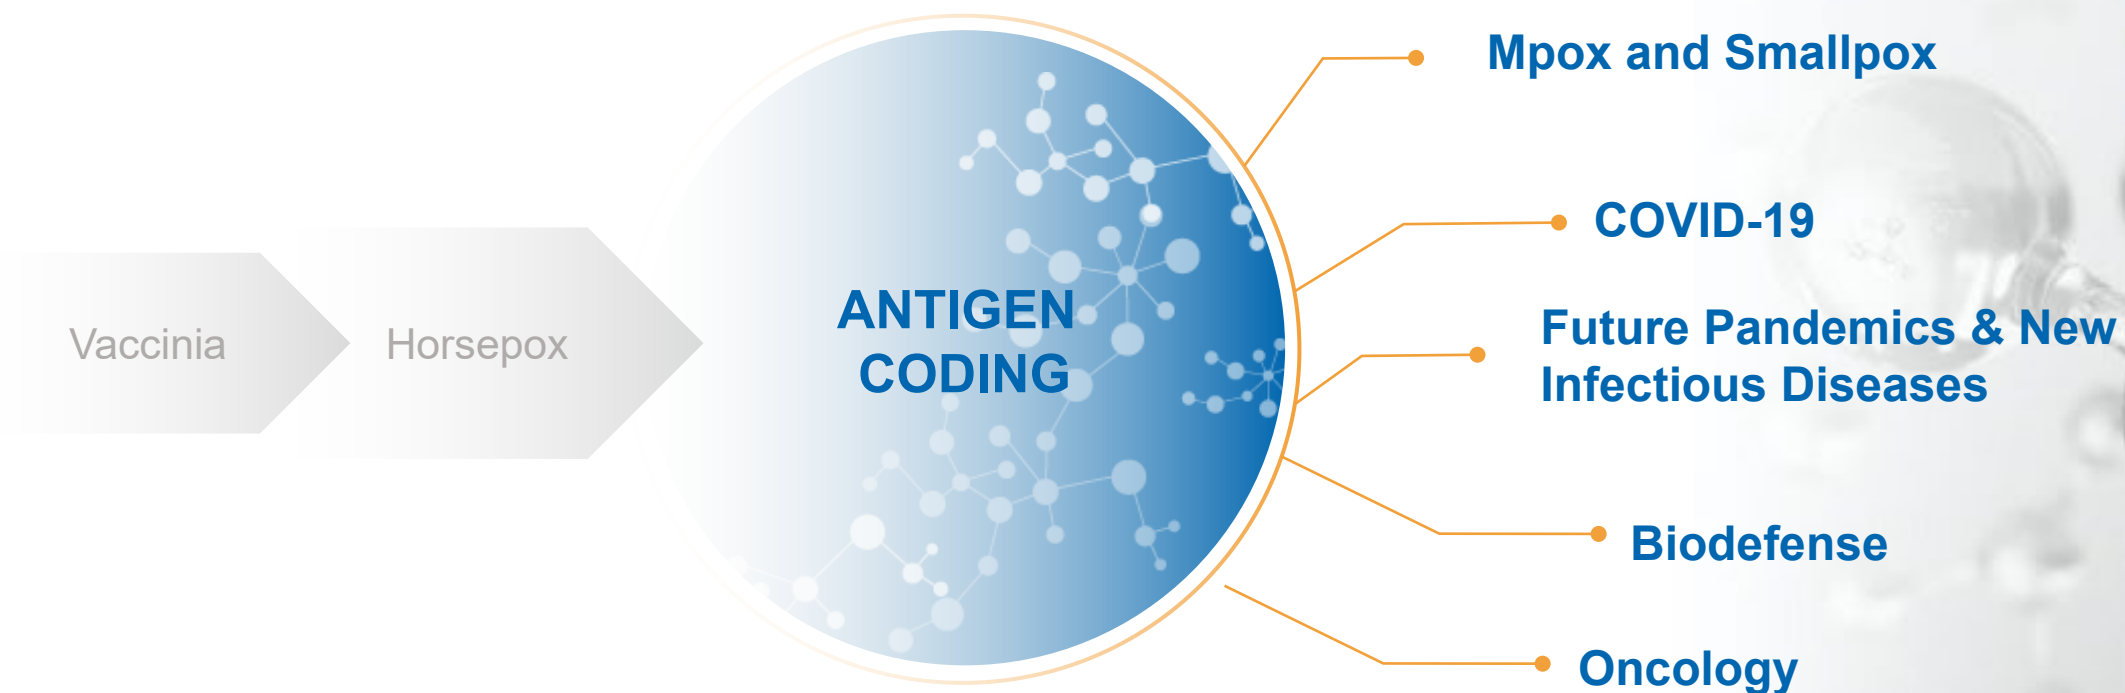 Vaccinia
Horsepox
ANTIGEN
CODING
Mpox and Smallpox
COVID-19
Future Pandemics & New
Infectious Diseases
Biodefense
Oncology